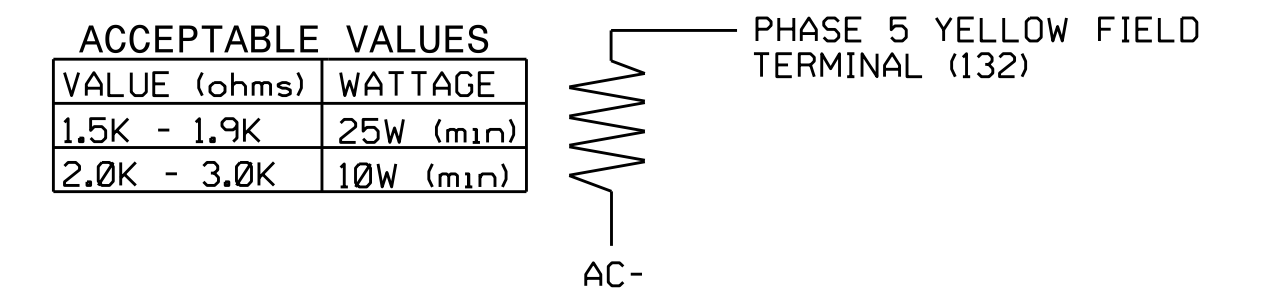 ACCEPTABLE VALUES
VALUE (ohms) WATTAGE
1.5K - 1.9K 25W (min)
2.0K - 3.0K 10W (min)
PHASE 5 YELLOW FIELD
TERMINAL (132)
AC-